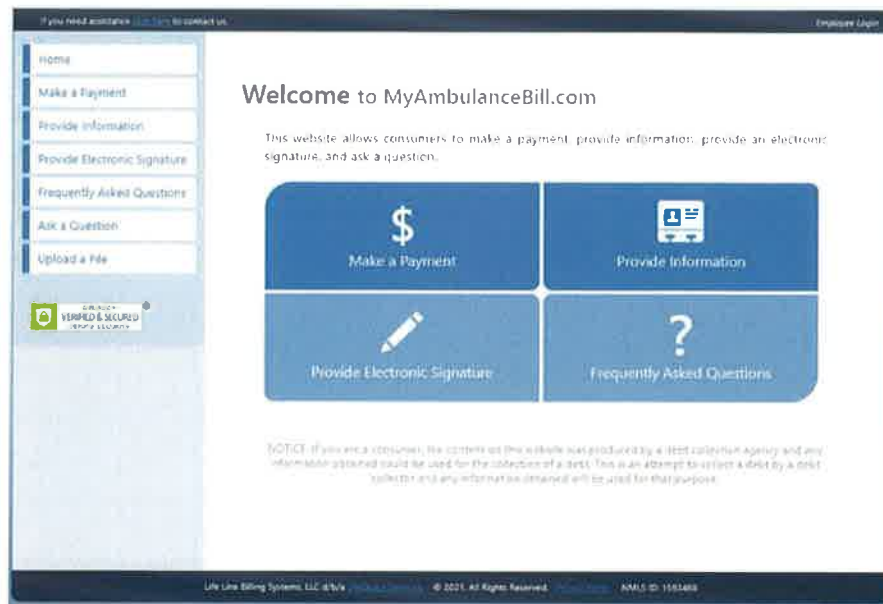 If you need assistance click here to contact us.
Employee Login
Home
Make a Payment
Provide Information
Provide Electronic Signature
Frequently Asked Questions
Ask a Question
Upload a File
VERIFIED & SECURED
Welcome to MyAmbulanceBill.com
This website allows consumers to make a payment, provide information, provide an electronic
signature, and ask a question.
$
Make a Payment
Provide Information
Provide Electronic Signature
?
Frequently Asked Questions
NOTICE: If you are a consumer, the content on this website was produced by a debt collection agency and any
information obtained could be used for the collection of a debt. This is an attempt to collect a debt by a debt
collector and any information obtained will be used for that purpose.
Life Line Billing Systems, LLC d/b/a © 2021. All Rights Reserved. NMLS ID: